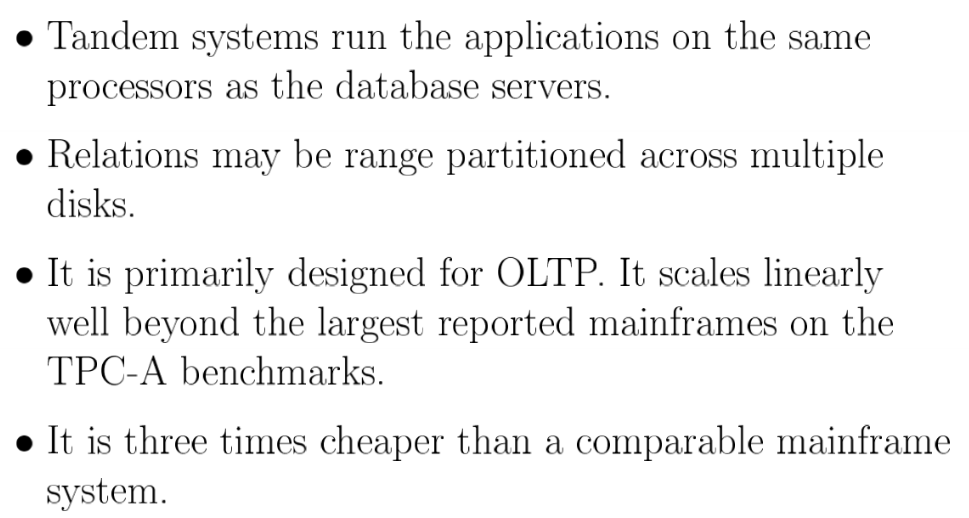 • Tandem systems run the applications on the same
processors as the database servers.
• Relations may be range partitioned across multiple
disks.
• It is primarily designed for OLTP. It scales linearly
well beyond the largest reported mainframes on the
TPC-A benchmarks.
• It is three times cheaper than a comparable mainframe
system.